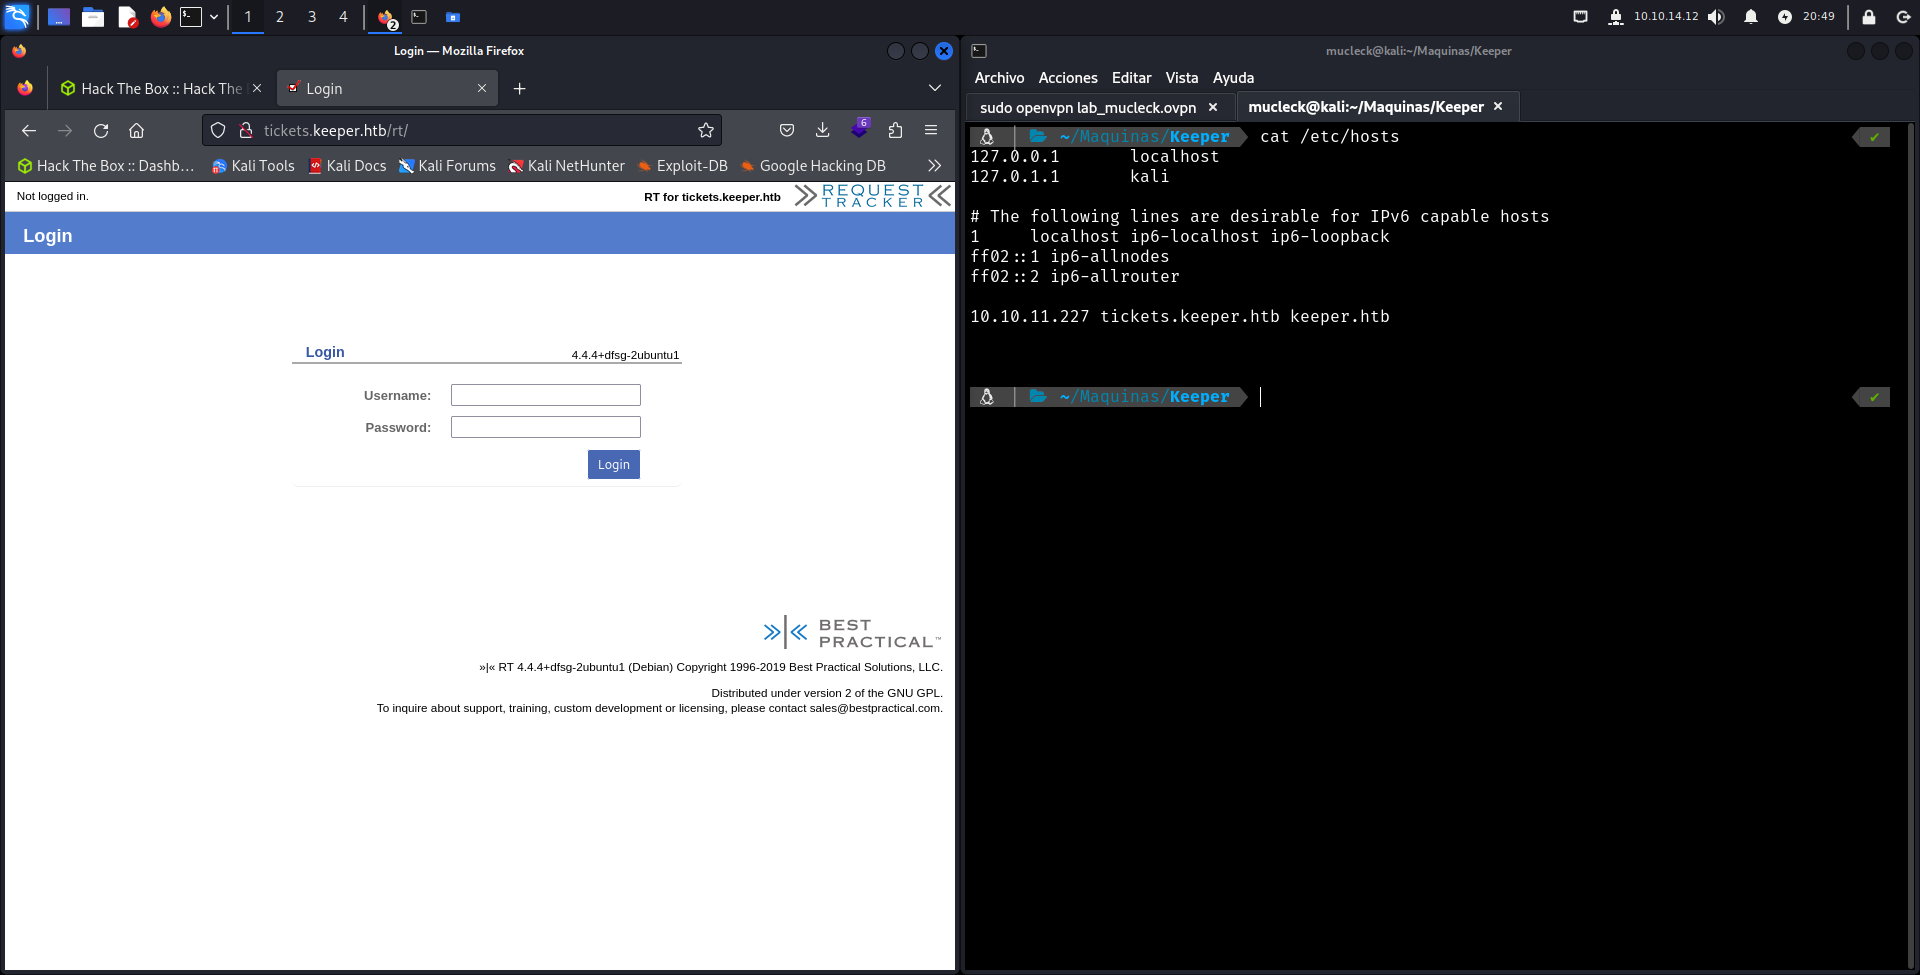 1 2 3 4 2 10.10.14.12 20:49
Login — Mozilla Firefox
Hack The Box :: Hack The
Login
tickets.keeper.htb/rt/
6
Hack The Box :: Dashb… Kali Tools Kali Docs Kali Forums Kali NetHunter Exploit-DB Google Hacking DB
Not logged in.
RT for tickets.keeper.htb
REQUEST
TRACKER
Login
Login
4.4.4+dfsg-2ubuntu1
Username:
Password:
Login
BEST
PRACTICAL™
»|« RT 4.4.4+dfsg-2ubuntu1 (Debian) Copyright 1996-2019 Best Practical Solutions, LLC.
Distributed under version 2 of the GNU GPL.
To inquire about support, training, custom development or licensing, please contact sales@bestpractical.com.
mucleck@kali:~/Maquinas/Keeper
Archivo Acciones Editar Vista Ayuda
sudo openvpn lab_mucleck.ovpn
mucleck@kali:~/Maquinas/Keeper
~/Maquinas/Keeper cat /etc/hosts
127.0.0.1 localhost
127.0.1.1 kali
# The following lines are desirable for IPv6 capable hosts
1 localhost ip6-localhost ip6-loopback
ff02::1 ip6-allnodes
ff02::2 ip6-allrouter
10.10.11.227 tickets.keeper.htb keeper.htb
~/Maquinas/Keeper